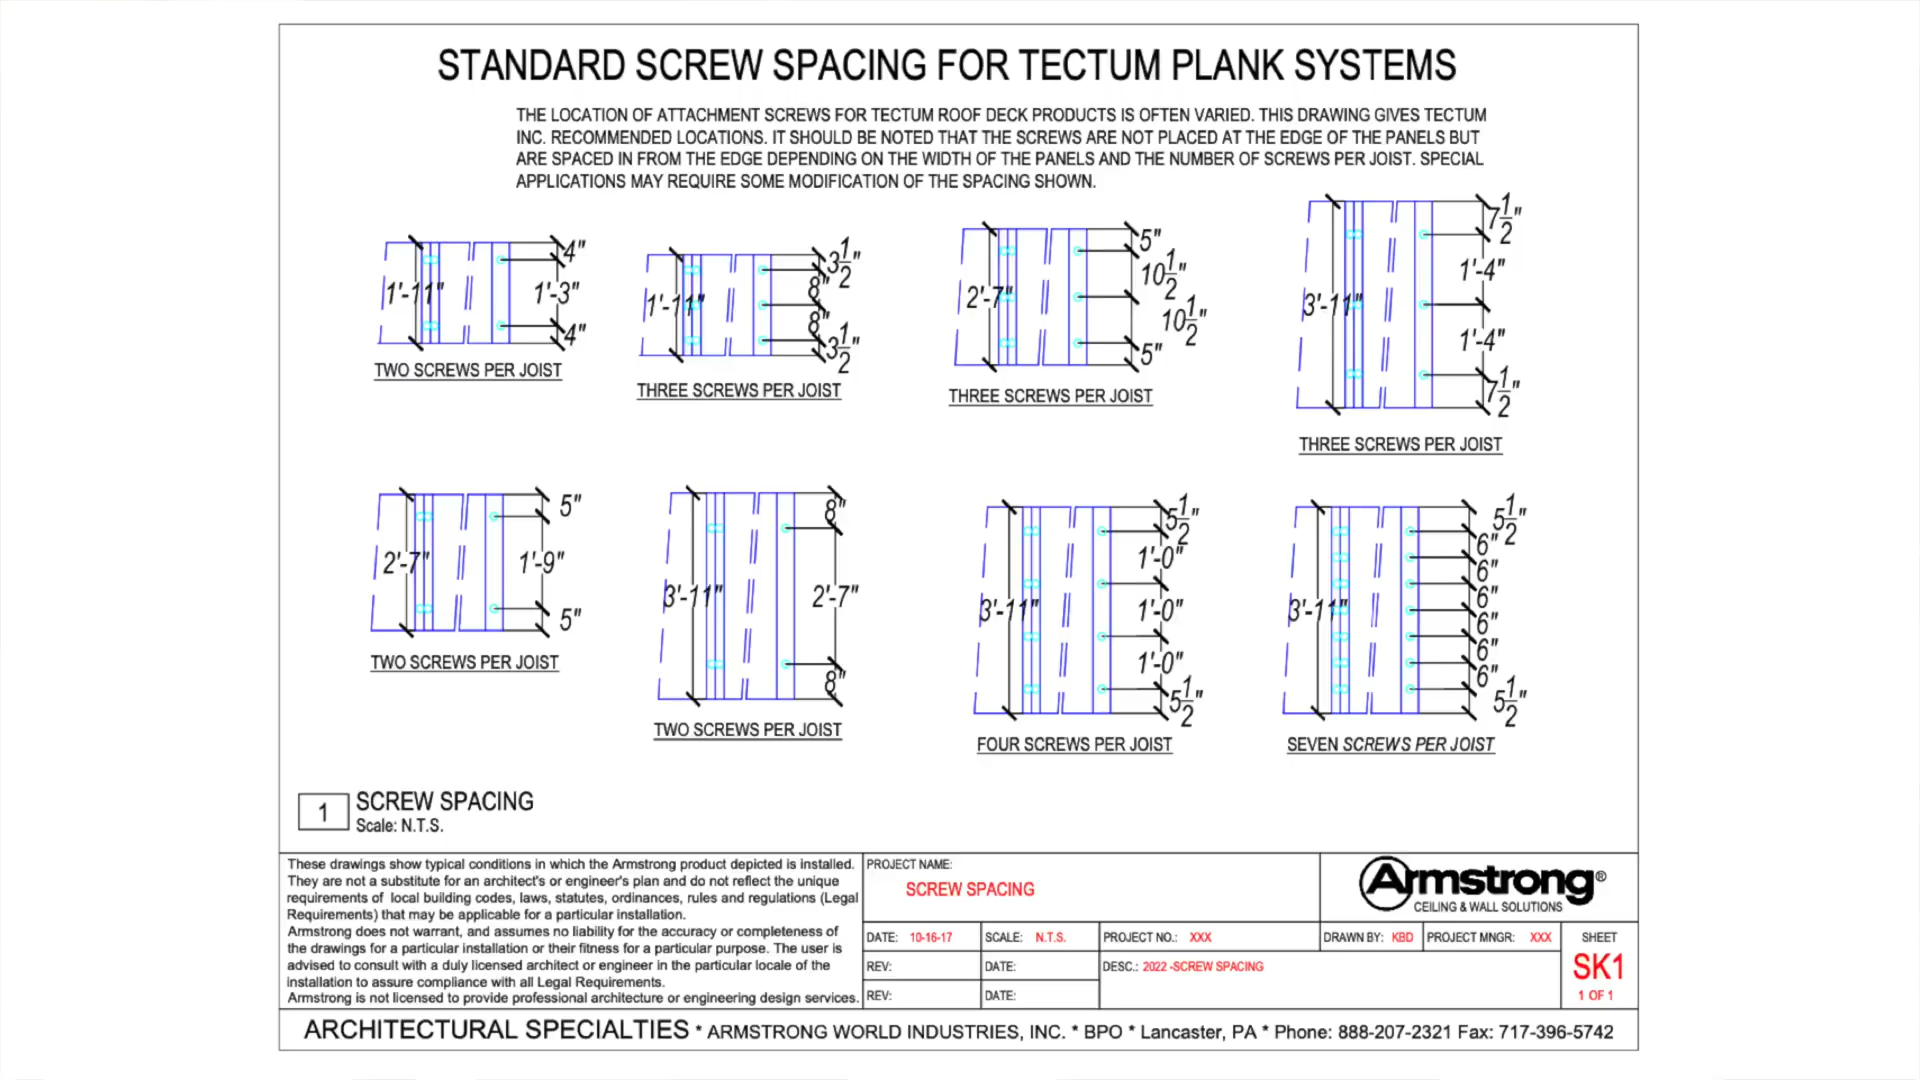 STANDARD SCREW SPACING FOR TECTUM PLANK SYSTEMS
THE LOCATION OF ATTACHMENT SCREWS FOR TECTUM ROOF DECK PRODUCTS IS OFTEN VARIED. THIS DRAWING GIVES TECTUM
INC. RECOMMENDED LOCATIONS. IT SHOULD BE NOTED THAT THE SCREWS ARE NOT PLACED AT THE EDGE OF THE PANELS BUT
ARE SPACED IN FROM THE EDGE DEPENDING ON THE WIDTH OF THE PANELS AND THE NUMBER OF SCREWS PER JOIST. SPECIAL
APPLICATIONS MAY REQUIRE SOME MODIFICATION OF THE SPACING SHOWN.
1'-11"
4"
1'-3"
4"
TWO SCREWS PER JOIST
1'-11"
3 1/2"
8"
8"
3 1/2"
THREE SCREWS PER JOIST
2'-7"
5"
10 1/2"
10 1/2"
5"
THREE SCREWS PER JOIST
3'-11"
7 1/2"
1'-4"
1'-4"
7 1/2"
THREE SCREWS PER JOIST
2'-7"
5"
1'-9"
5"
TWO SCREWS PER JOIST
3'-11"
8"
2'-7"
8"
TWO SCREWS PER JOIST
3'-11"
5 1/2"
1'-0"
1'-0"
1'-0"
5 1/2"
FOUR SCREWS PER JOIST
3'-11"
5 1/2"
6"
6"
6"
6"
6"
6"
5 1/2"
SEVEN SCREWS PER JOIST
1
SCREW SPACING
Scale: N.T.S.
These drawings show typical conditions in which the Armstrong product depicted is installed.
They are not a substitute for an architect's or engineer's plan and do not reflect the unique
requirements of local building codes, laws, statutes, ordinances, rules and regulations (Legal
Requirements) that may be applicable for a particular installation.
Armstrong does not warrant, and assumes no liability for the accuracy or completeness of
the drawings for a particular installation or their fitness for a particular purpose. The user is
advised to consult with a duly licensed architect or engineer in the particular locale of the
installation to assure compliance with all Legal Requirements.
Armstrong is not licensed to provide professional architecture or engineering design services.
PROJECT NAME:
SCREW SPACING
Armstrong®
CEILING & WALL SOLUTIONS
DATE: 10-16-17
SCALE: N.T.S.
PROJECT NO.: XXX
DRAWN BY: KBD
PROJECT MNGR: XXX
SHEET
REV:
DATE:
DESC.: 2022 -SCREW SPACING
SK1
REV:
DATE:
1 OF 1
ARCHITECTURAL SPECIALTIES * ARMSTRONG WORLD INDUSTRIES, INC. * BPO * Lancaster, PA * Phone: 888-207-2321 Fax: 717-396-5742